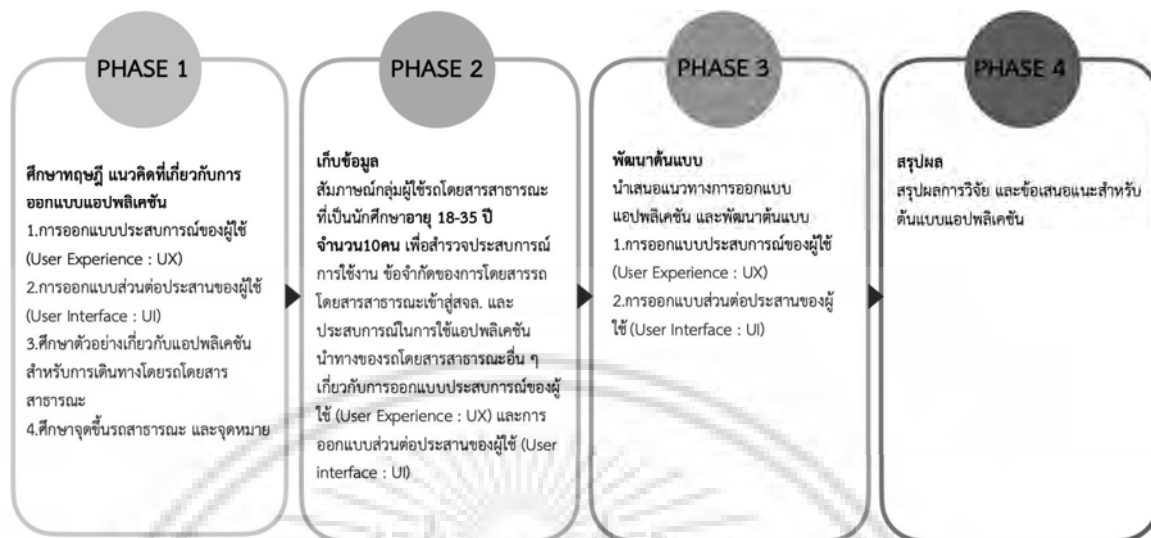 PHASE 1
ศึกษาทฤษฎี แนวคิดที่เกี่ยวกับการ
ออกแบบแอปพลิเคชัน
1.การออกแบบประสบการณ์ของผู้ใช้
(User Experience : UX)
2.การออกแบบส่วนต่อประสานของผู้ใช้
(User Interface : UI)
3.ศึกษาตัวอย่างเกี่ยวกับแอปพลิเคชัน
สำหรับการเดินทางโดยรถโดยสาร
สาธารณะ
4.ศึกษาจุดขึ้นรถสาธารณะ และจุดหมาย
PHASE 2
เก็บข้อมูล
สัมภาษณ์กลุ่มผู้ใช้รถโดยสารสาธารณะ
ที่เป็นนักศึกษาอายุ 18-35 ปี
จำนวน10คน เพื่อสำรวจประสบการณ์
การใช้งาน ข้อจำกัดของการโดยสารรถ
โดยสารสาธารณะเข้าสู่สจล. และ
ประสบการณ์ในการใช้แอปพลิเคชัน
นำทางของรถโดยสารสาธารณะอื่น ๆ
เกี่ยวกับการออกแบบประสบการณ์ของผู้
ใช้ (User Experience : UX) และการ
ออกแบบส่วนต่อประสานของผู้ใช้ (User
interface : UI)
PHASE 3
พัฒนาต้นแบบ
นำเสนอแนวทางการออกแบบ
แอปพลิเคชัน และพัฒนาต้นแบบ
1.การออกแบบประสบการณ์ของผู้ใช้
(User Experience : UX)
2.การออกแบบส่วนต่อประสานของผู้
ใช้ (User Interface : UI)
PHASE 4
สรุปผล
สรุปผลการวิจัย และข้อเสนอแนะสำหรับ
ต้นแบบแอปพลิเคชัน